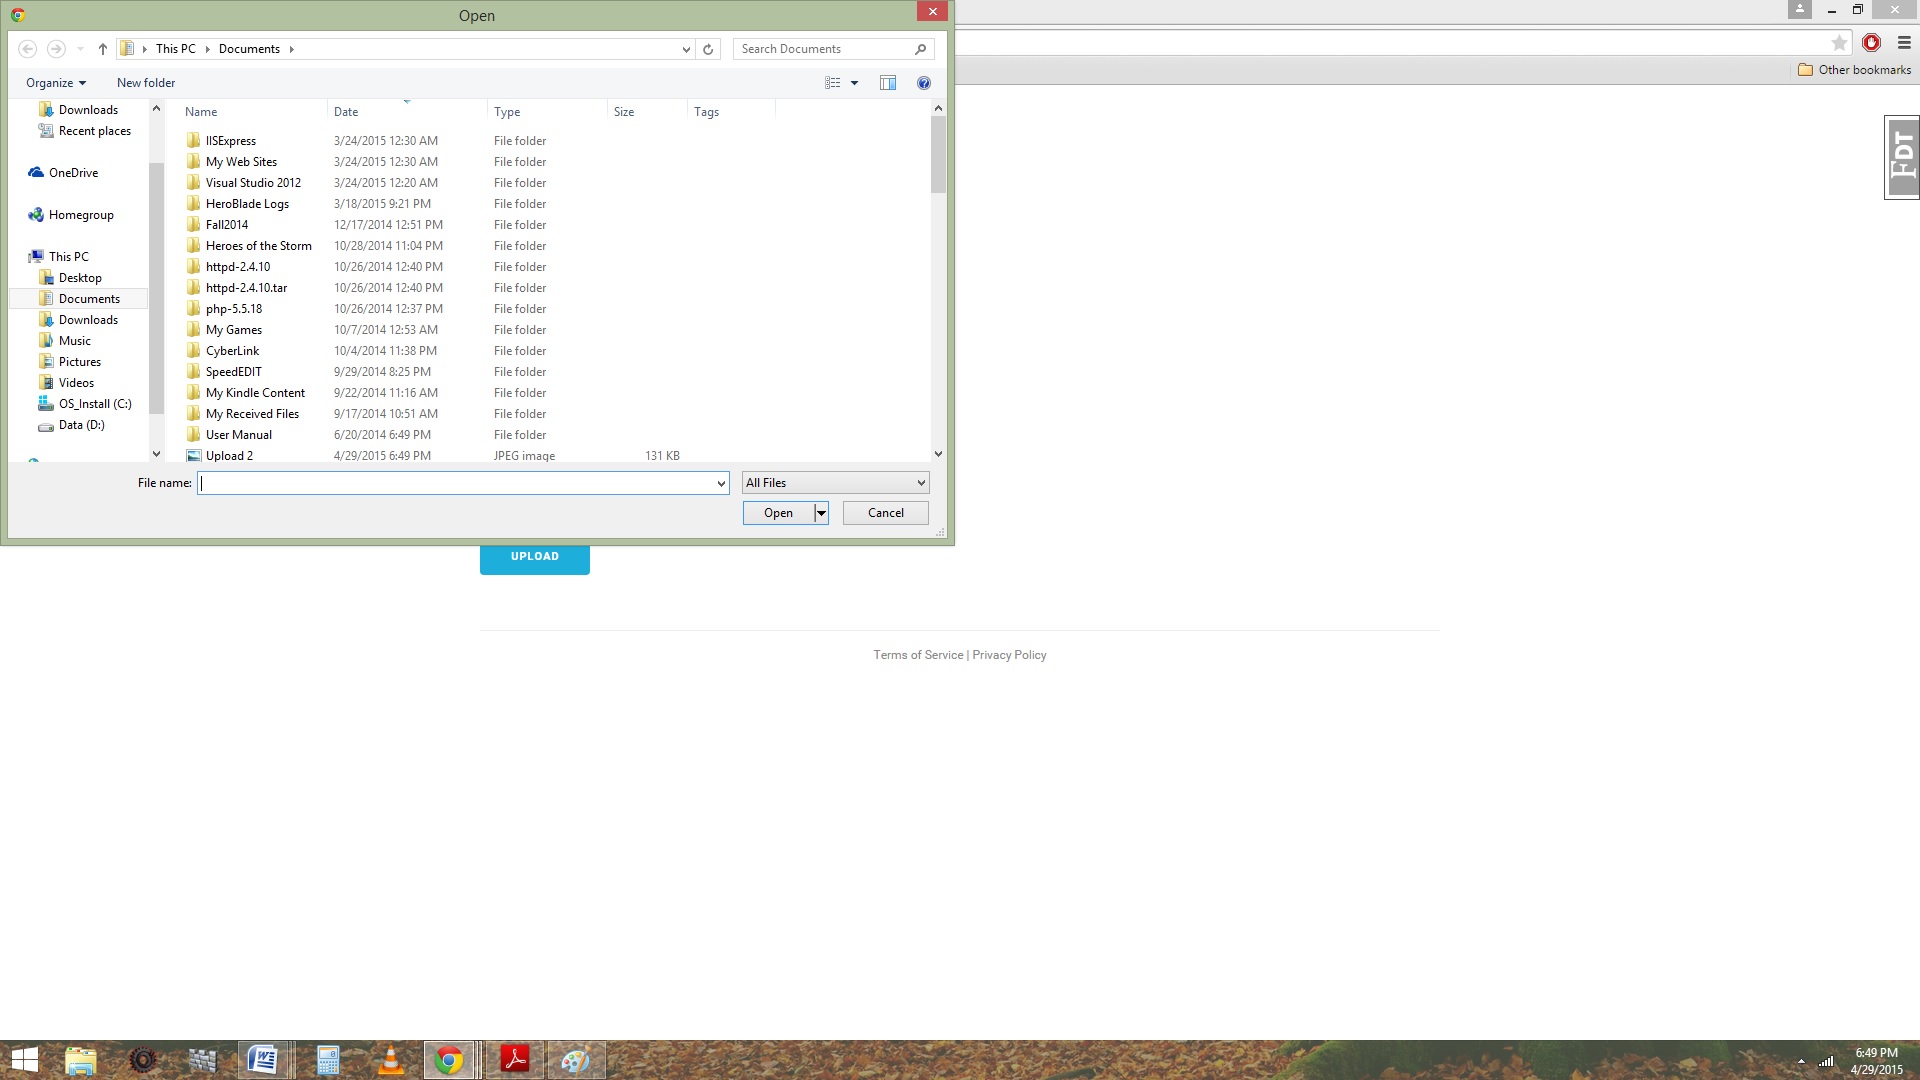 Open
This PC
Documents
Search Documents
Organize
New folder
Other bookmarks
Downloads
Recent places
OneDrive
Homegroup
This PC
Desktop
Documents
Downloads
Music
Pictures
Videos
OS_Install (C:)
Data (D:)
Name Date Type Size Tags
IISExpress 3/24/2015 12:30 AM File folder
My Web Sites 3/24/2015 12:30 AM File folder
Visual Studio 2012 3/24/2015 12:20 AM File folder
HeroBlade Logs 3/18/2015 9:21 PM File folder
Fall2014 12/17/2014 12:51 PM File folder
Heroes of the Storm 10/28/2014 11:04 PM File folder
httpd-2.4.10 10/26/2014 12:40 PM File folder
httpd-2.4.10.tar 10/26/2014 12:40 PM File folder
php-5.5.18 10/26/2014 12:37 PM File folder
My Games 10/7/2014 12:53 AM File folder
CyberLink 10/4/2014 11:38 PM File folder
SpeedEDIT 9/29/2014 8:25 PM File folder
My Kindle Content 9/22/2014 11:16 AM File folder
My Received Files 9/17/2014 10:51 AM File folder
User Manual 6/20/2014 6:49 PM File folder
Upload 2 4/29/2015 6:49 PM JPEG image 131 KB
File name:
All Files
Open
Cancel
FDT
UPLOAD
Terms of Service | Privacy Policy
6:49 PM
4/29/2015